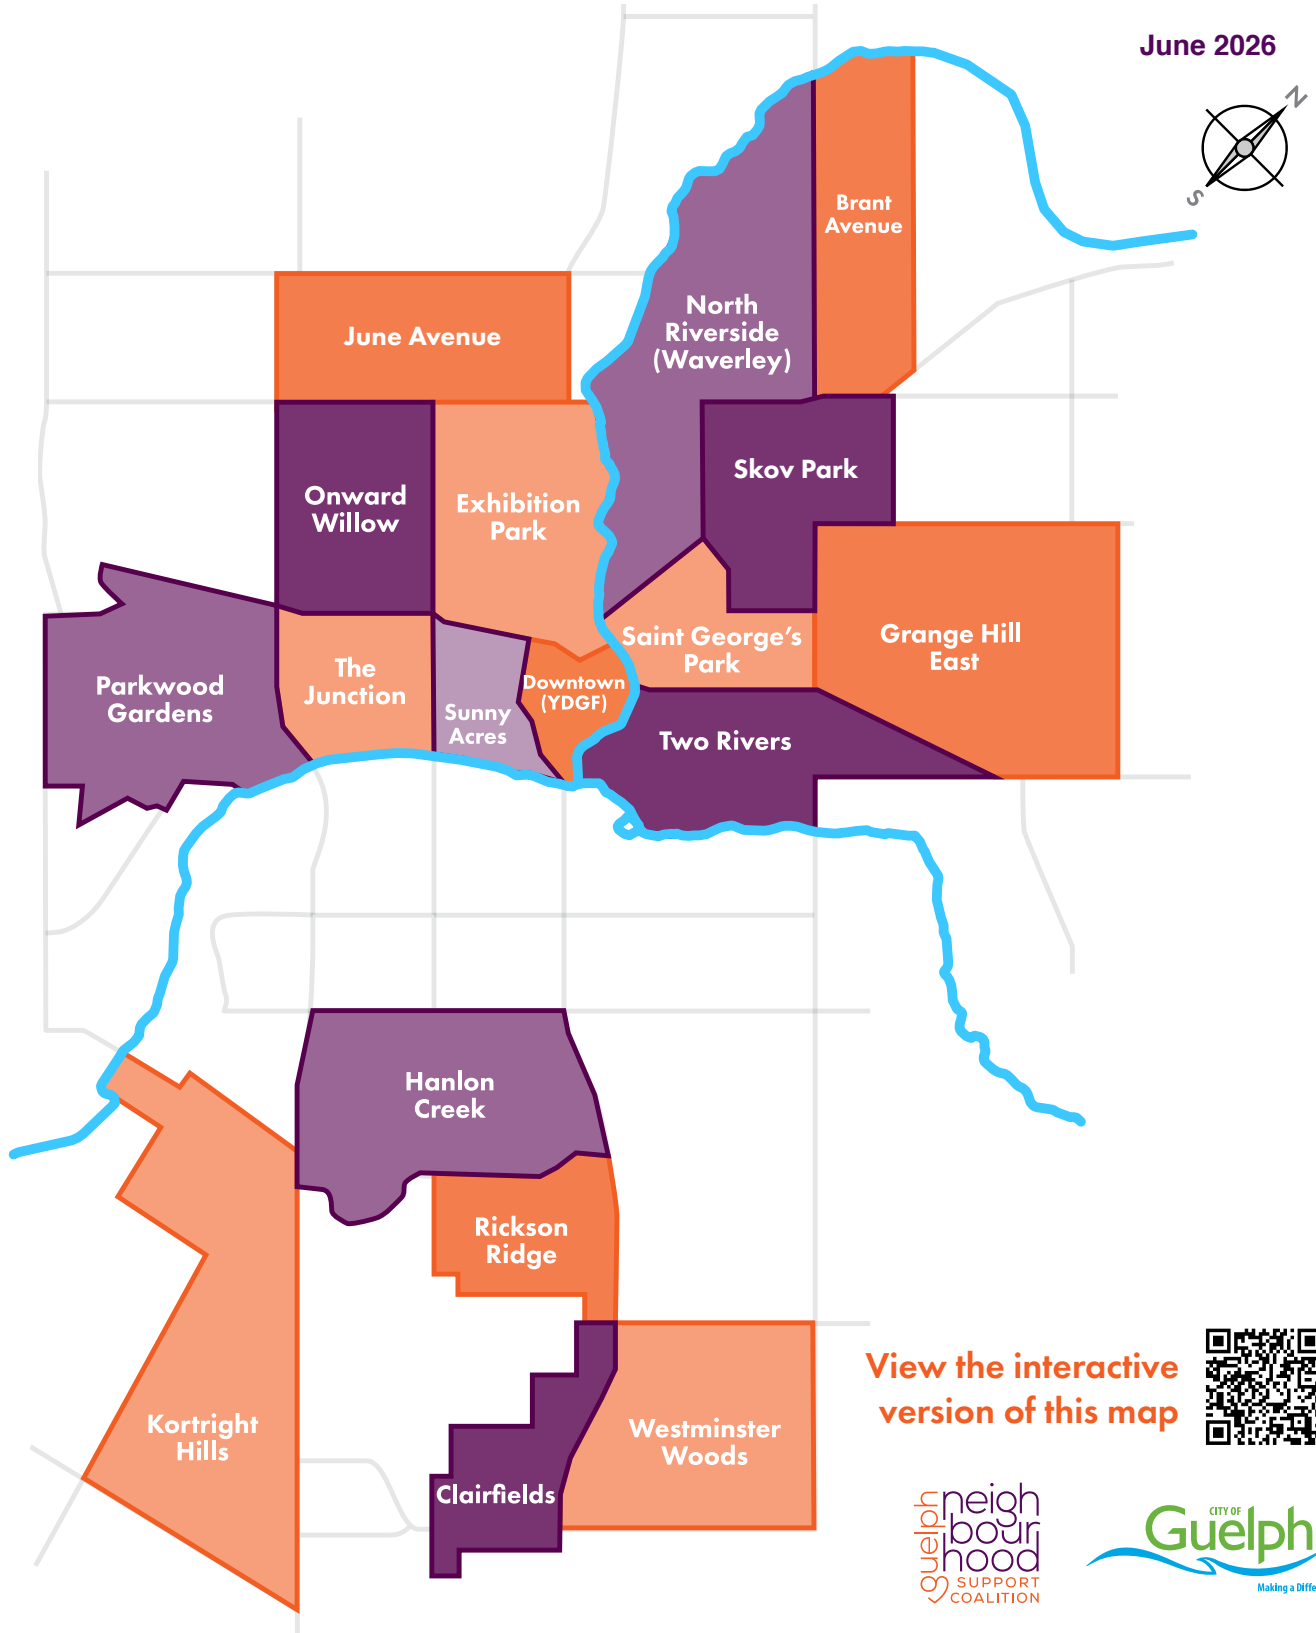 June 2026
N
S
Brant
Avenue
North
Riverside
(Waverley)
June Avenue
Skov Park
Onward
Willow
Exhibition
Park
Saint George's
Park
Grange Hill
East
The
Junction
Parkwood
Gardens
Downtown
(YDGF)
Sunny
Acres
Two Rivers
Hanlon
Creek
Rickson
Ridge
Kortright
Hills
Westminster
Woods
Clairfields
View the interactive
version of this map
guelph
neigh
bour
hood
SUPPORT
COALITION
CITY OF
Guelph
Making a Diffe